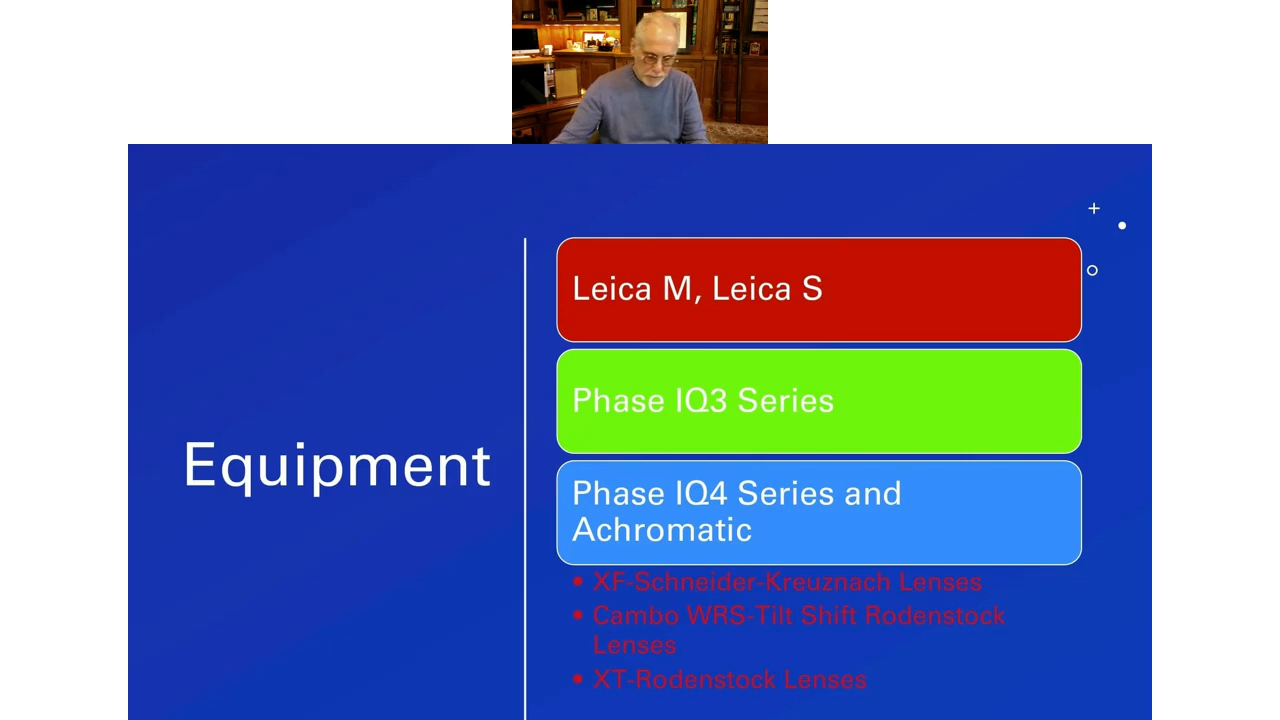 Leica M, Leica S
Phase IQ3 Series
Equipment
Phase IQ4 Series and
Achromatic
• XF-Schneider-Kreuznach Lenses
• Cambo WRS-Tilt Shift Rodenstock
Lenses
• XT-Rodenstock Lenses